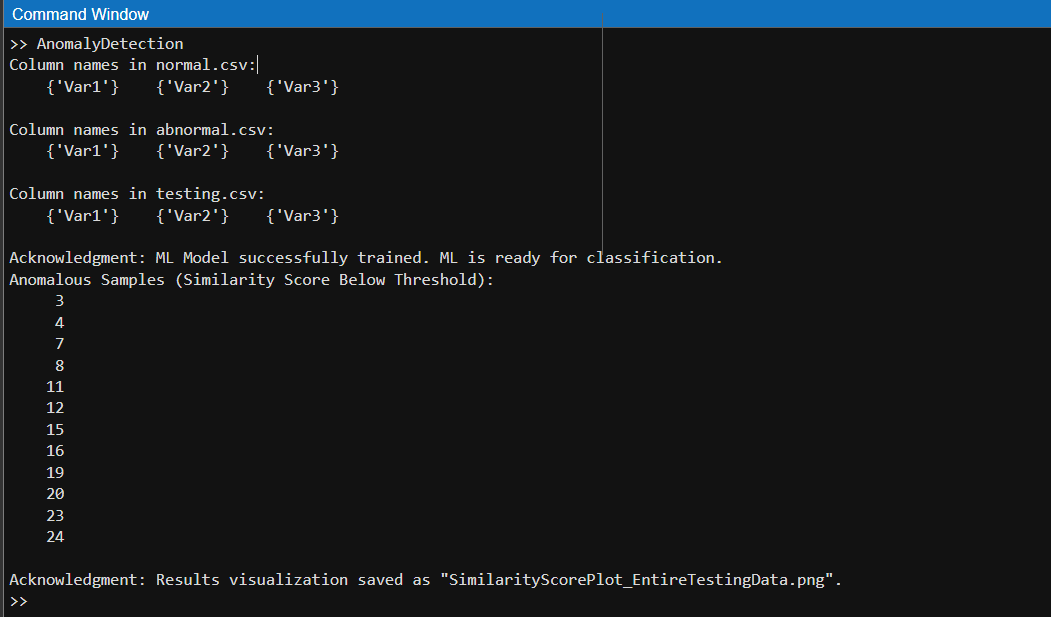 Command Window
>> AnomalyDetection
Column names in normal.csv:
{'Var1'}    {'Var2'}    {'Var3'}
Column names in abnormal.csv:
{'Var1'}    {'Var2'}    {'Var3'}
Column names in testing.csv:
{'Var1'}    {'Var2'}    {'Var3'}
Acknowledgment: ML Model successfully trained. ML is ready for classification.
Anomalous Samples (Similarity Score Below Threshold):
3
4
7
8
11
12
15
16
19
20
23
24
Acknowledgment: Results visualization saved as "SimilarityScorePlot_EntireTestingData.png".
>>